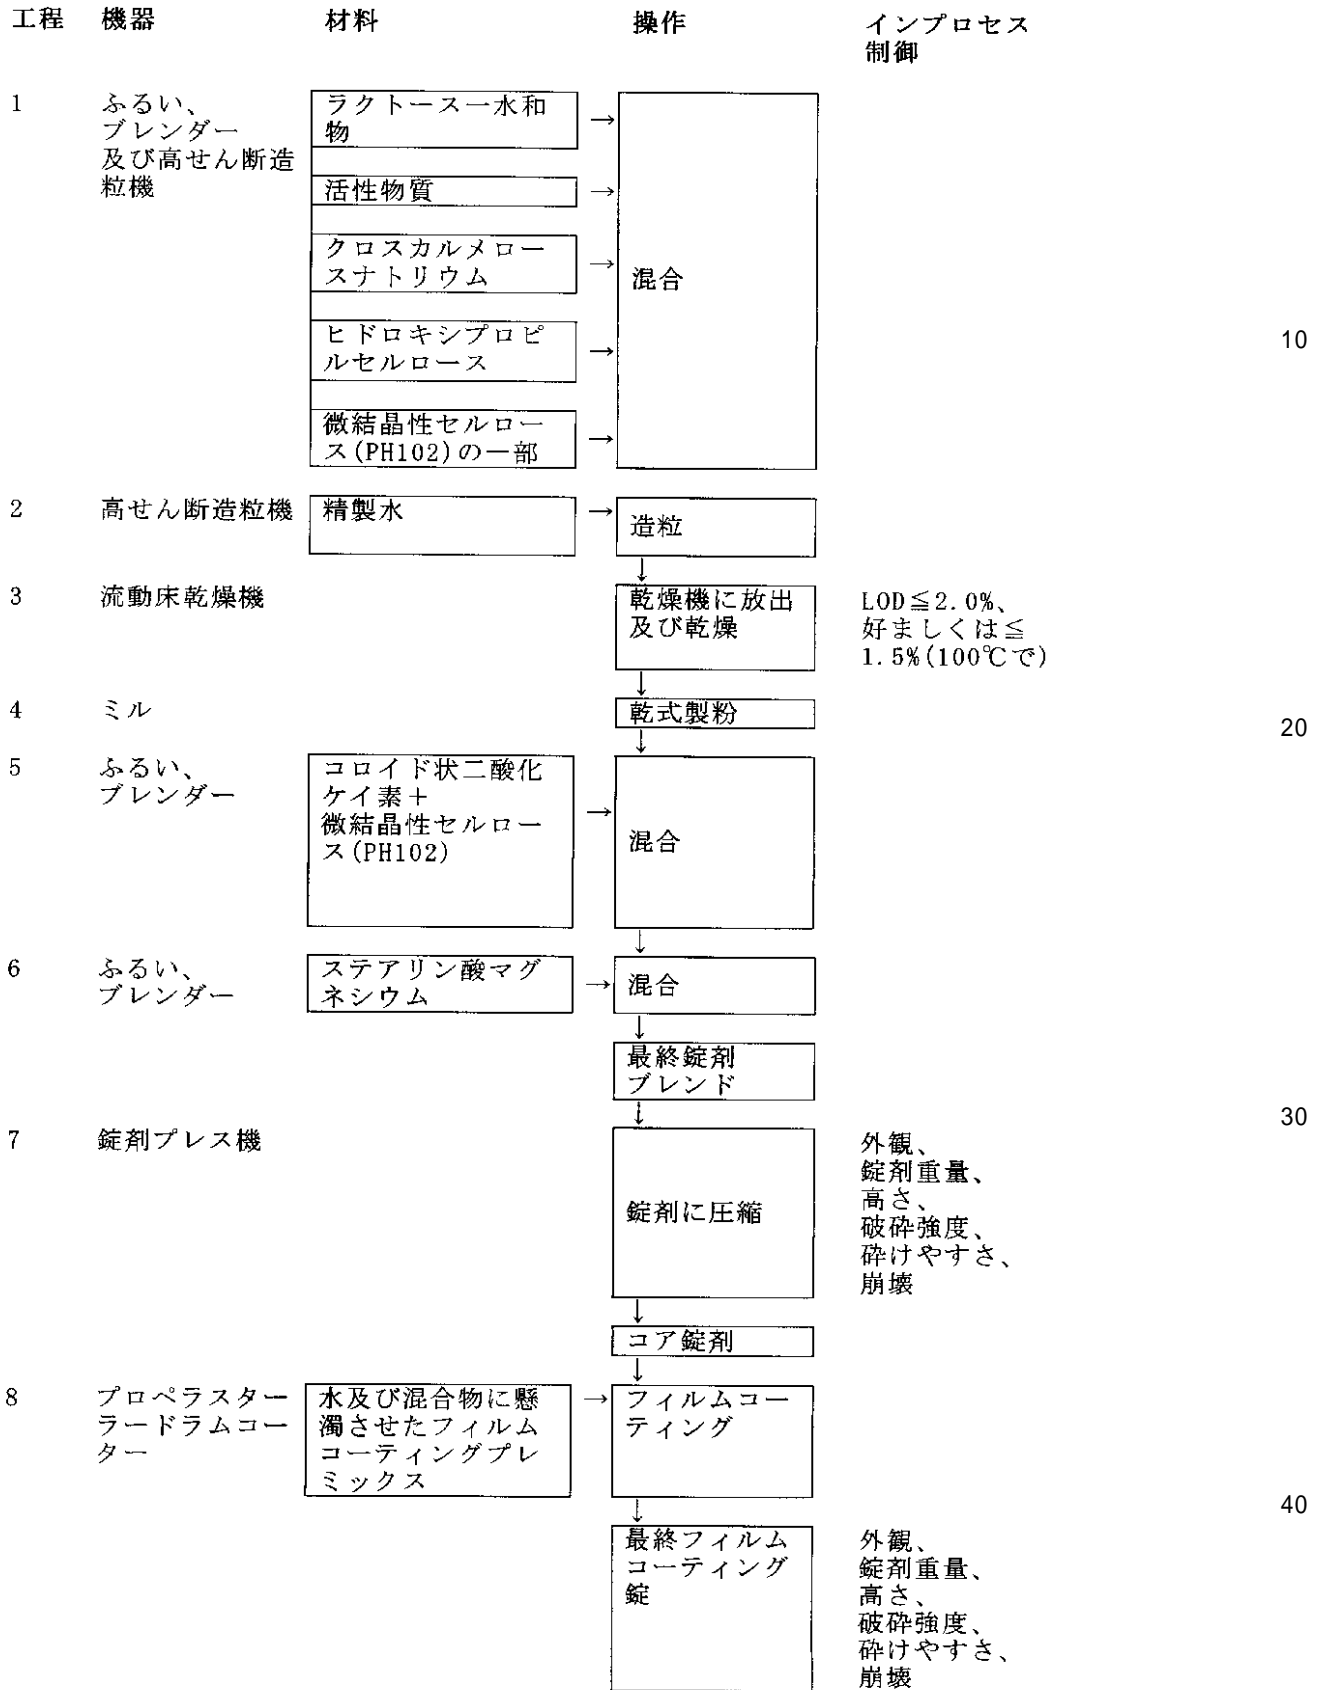 工程 機器 材料 操作 インプロセス
制御
1 ふるい、 ラクトース一水和 →
ブレンダー 物
及び高せん断造
粒機 活性物質 →
クロスカルメロー →
スナトリウム 混合
ヒドロキシプロピ → 10
ルセルロース
微結晶性セルロー →
ス(PH102)の一部
2 高せん断造粒機 精製水 → 造粒
↓
3 流動床乾燥機 乾燥機に放出 LOD≦2.0%、
及び乾燥 好ましくは≦
1.5%(100℃で)
↓
4 ミル 乾式製粉 20
↓
5 ふるい、 コロイド状二酸化
ブレンダー ケイ素＋ →
微結晶性セルロー 混合
ス(PH102)
↓
6 ふるい、 ステアリン酸マグ → 混合
ブレンダー ネシウム
↓
最終錠剤
ブレンド
↓ 30
7 錠剤プレス機 外観、
錠剤重量、
高さ、
錠剤に圧縮 破砕強度、
砕けやすさ、
崩壊
↓
コア錠剤
↓
8 プロペラスター 水及び混合物に懸 → フィルムコー
ラードラムコー 濁させたフィルム ティング
ター コーティングプレ
ミックス
↓ 40
最終フィルム 外観、
コーティング 錠剤重量、
錠 高さ、
破砕強度、
砕けやすさ、
崩壊